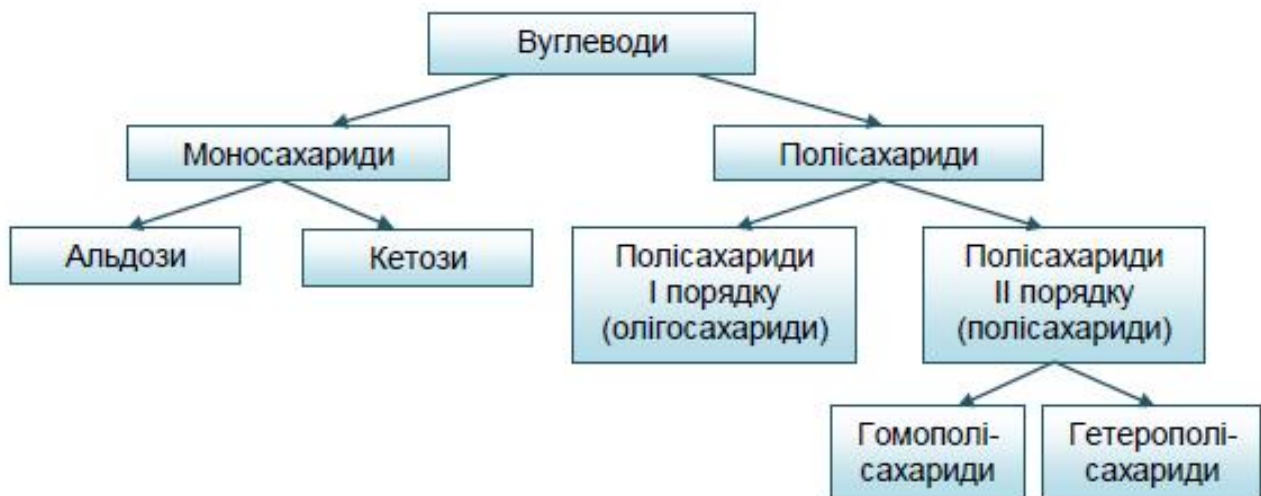 Вуглеводи
Моносахариди
Полісахариди
Альдози
Кетози
Полісахариди
І порядку
(олігосахариди)
Полісахариди
ІІ порядку
(полісахариди)
Гомополі-
сахариди
Гетерополі-
сахариди